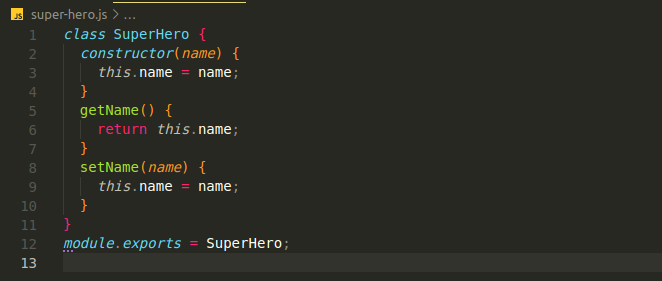 JS super-hero.js > ...
1 class SuperHero {
2   constructor(name) {
3     this.name = name;
4   }
5   getName() {
6     return this.name;
7   }
8   setName(name) {
9     this.name = name;
10   }
11 }
12 module.exports = SuperHero;
13